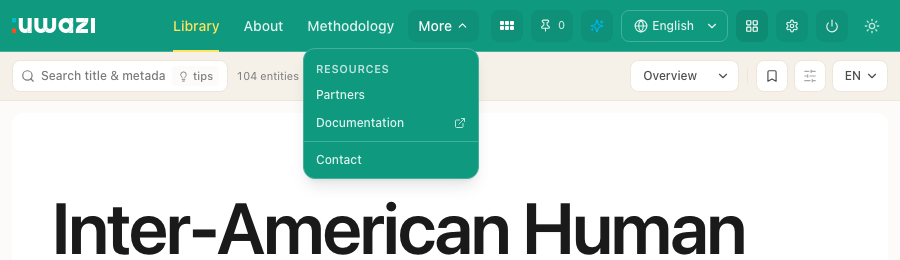 uwazi
Library About Methodology More 0 English
Search title & metada tips 104 entities Overview EN
RESOURCES
Partners
Documentation
Contact
Inter-American Human